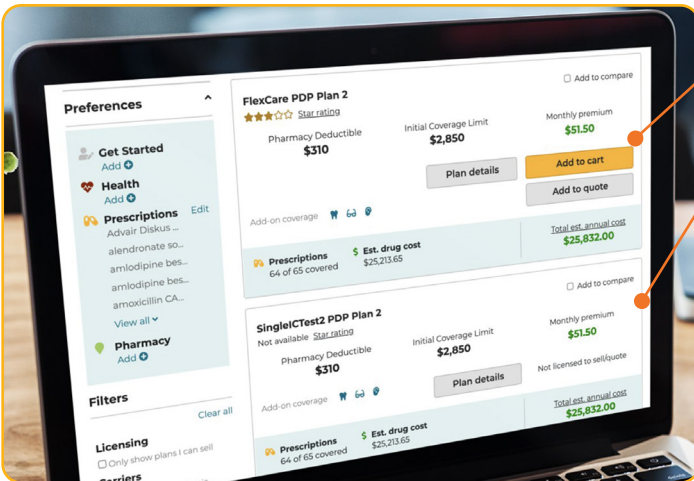 Preferences
Get Started
Add
Health
Add
Prescriptions Edit
Advair Diskus ...
alendronate so...
amlodipine bes...
amlodipine bes...
amoxicillin CA...
View all
Pharmacy
Add
Filters
Clear all
Licensing
Only show plans I can sell
Carriers
Add to compare
FlexCare PDP Plan 2
Star rating
Pharmacy Deductible
$310
Initial Coverage Limit
$2,850
Monthly premium
$51.50
Plan details
Add to cart
Add to quote
Add-on coverage
Prescriptions
64 of 65 covered
$ Est. drug cost
$25,213.65
Total est. annual cost
$25,832.00
Add to compare
SingleICTest2 PDP Plan 2
Not available Star rating
Pharmacy Deductible
$310
Initial Coverage Limit
$2,850
Monthly premium
$51.50
Plan details
Not licensed to sell/quote
Add-on coverage
Prescriptions
64 of 65 covered
$ Est. drug cost
$25,213.65
Total est. annual cost
$25,832.00